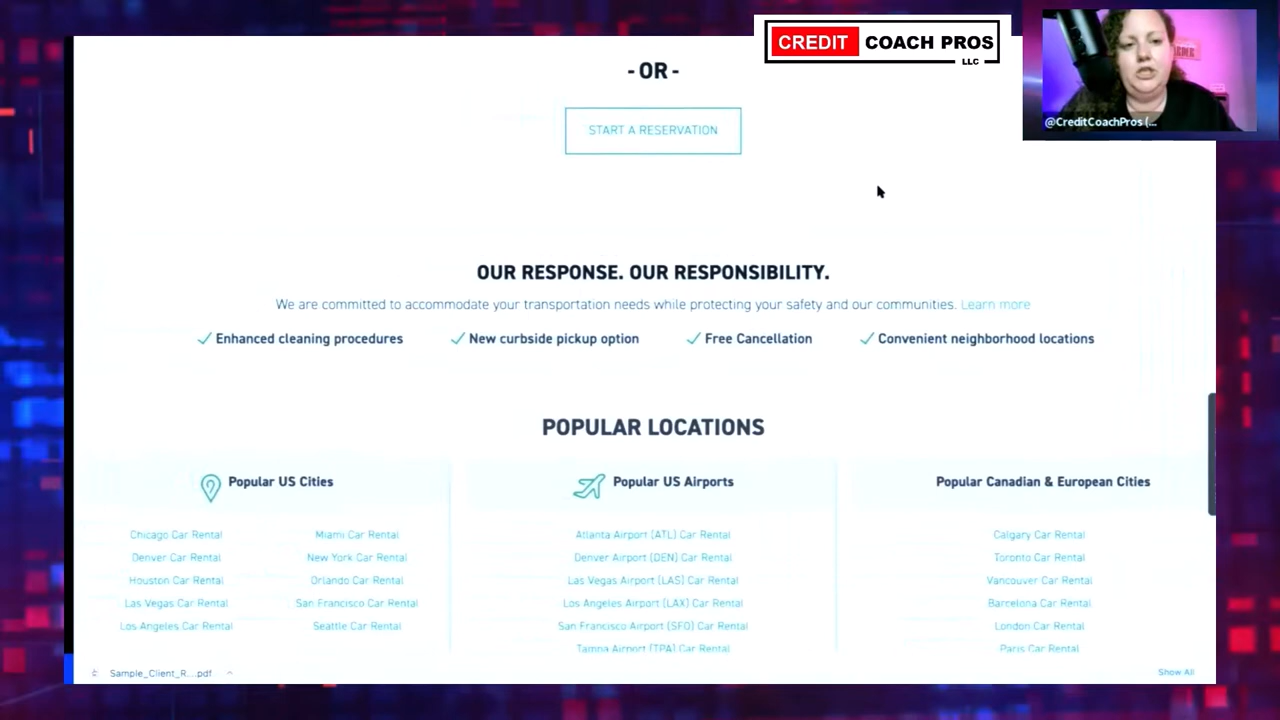 CREDIT COACH PROS
LLC
@CreditCoachPros (...
- OR -
START A RESERVATION
OUR RESPONSE. OUR RESPONSIBILITY.
We are committed to accommodate your transportation needs while protecting your safety and our communities. Learn more
Enhanced cleaning procedures
New curbside pickup option
Free Cancellation
Convenient neighborhood locations
POPULAR LOCATIONS
Popular US Cities
Chicago Car Rental
Denver Car Rental
Houston Car Rental
Las Vegas Car Rental
Los Angeles Car Rental
Miami Car Rental
New York Car Rental
Orlando Car Rental
San Francisco Car Rental
Seattle Car Rental
Popular US Airports
Atlanta Airport (ATL) Car Rental
Denver Airport (DEN) Car Rental
Las Vegas Airport (LAS) Car Rental
Los Angeles Airport (LAX) Car Rental
San Francisco Airport (SFO) Car Rental
Tampa Airport (TPA) Car Rental
Popular Canadian & European Cities
Calgary Car Rental
Toronto Car Rental
Vancouver Car Rental
Barcelona Car Rental
London Car Rental
Paris Car Rental
Sample_Client_R....pdf
Show All